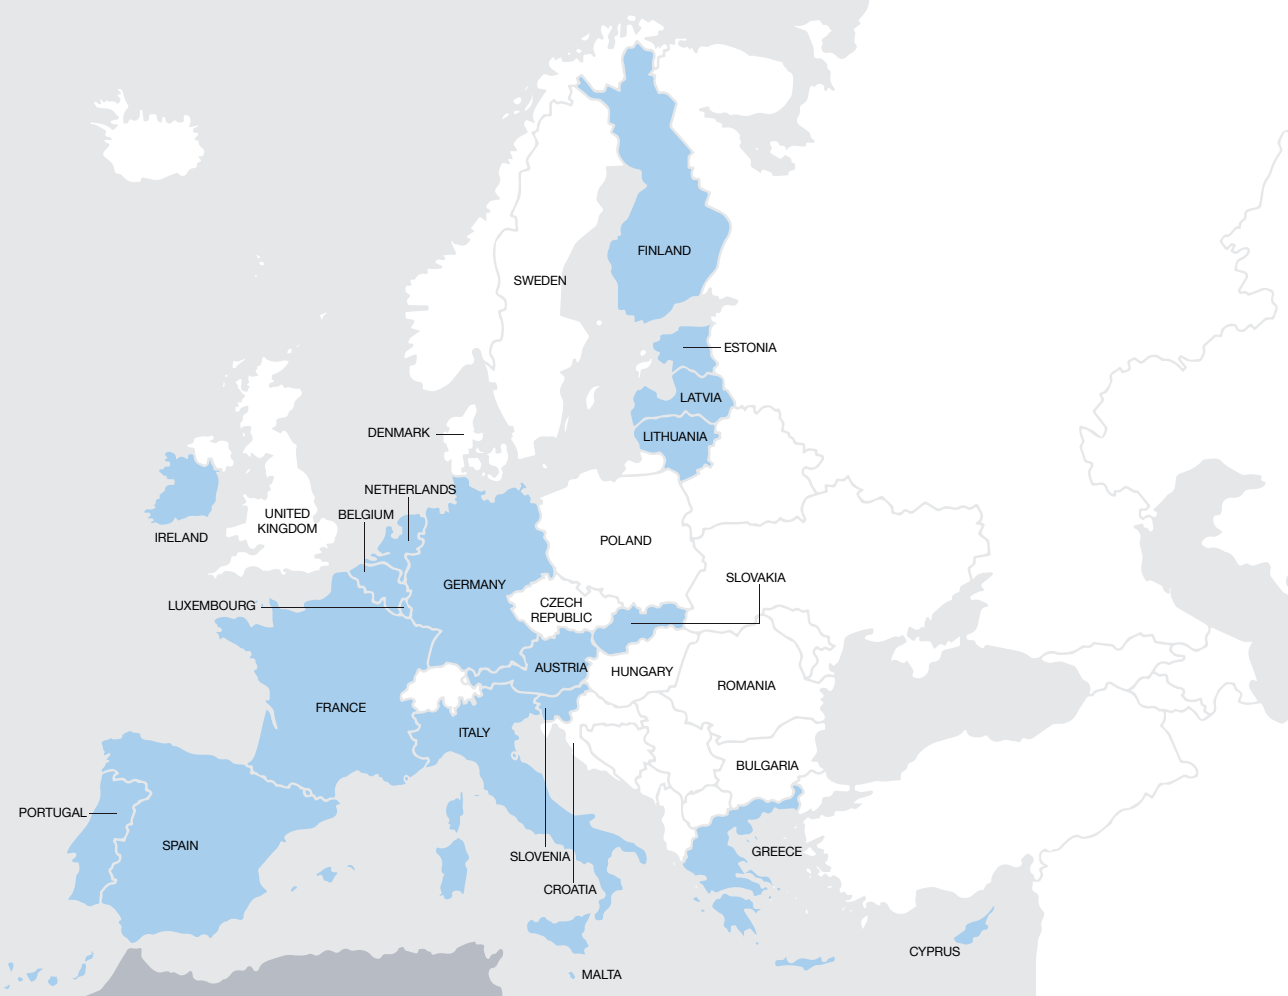 FINLAND
SWEDEN
ESTONIA
LATVIA
DENMARK
LITHUANIA
NETHERLANDS
BELGIUM
UNITED
KINGDOM
IRELAND
POLAND
SLOVAKIA
GERMANY
LUXEMBOURG
CZECH
REPUBLIC
AUSTRIA
HUNGARY
ROMANIA
FRANCE
ITALY
BULGARIA
PORTUGAL
SPAIN
GREECE
SLOVENIA
CROATIA
CYPRUS
MALTA